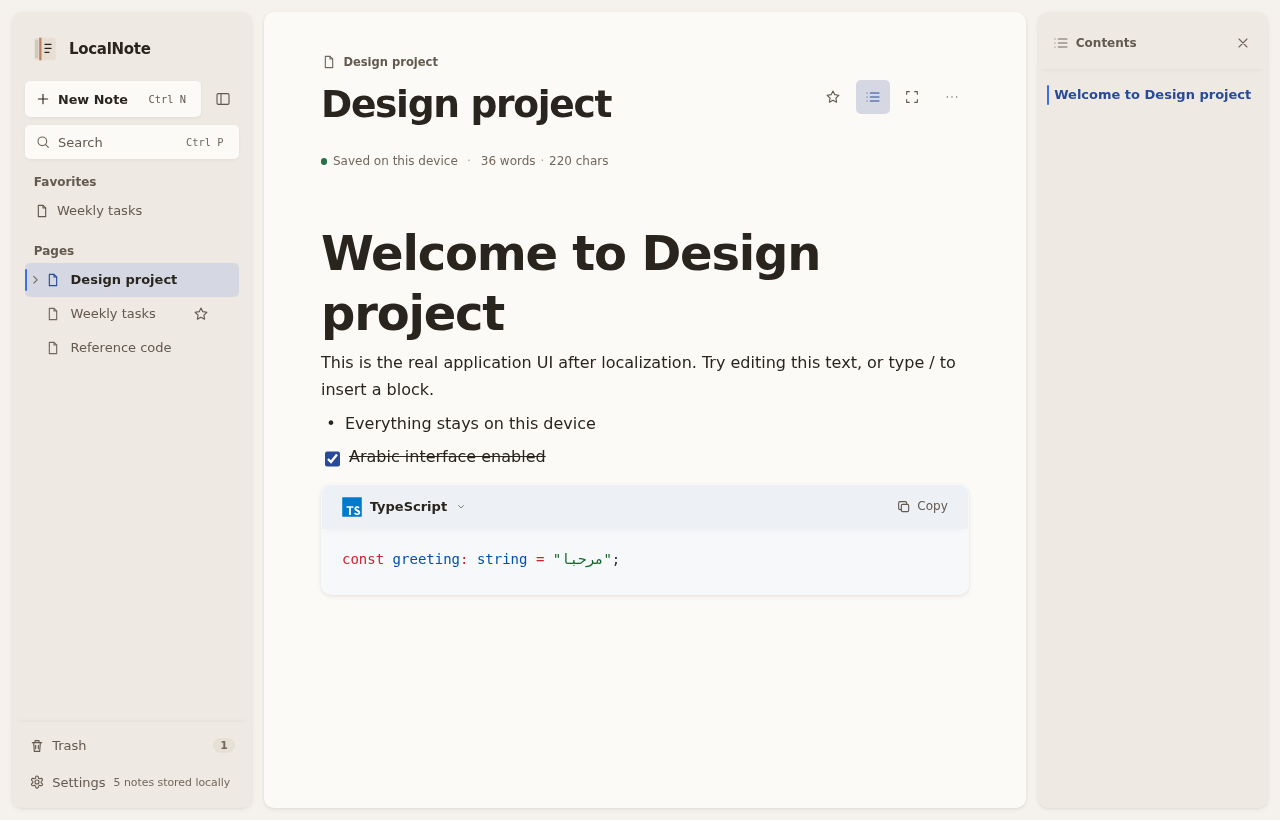 LocalNote
New Note Ctrl N
Search Ctrl P
Favorites
Weekly tasks
Pages
Design project
Weekly tasks
Reference code
Trash 1
Settings 5 notes stored locally
Design project
Design project
Saved on this device · 36 words · 220 chars
Welcome to Design
project
This is the real application UI after localization. Try editing this text, or type / to
insert a block.
• Everything stays on this device
Arabic interface enabled
TS TypeScript Copy
const greeting: string = "مرحبا";
Contents
Welcome to Design project